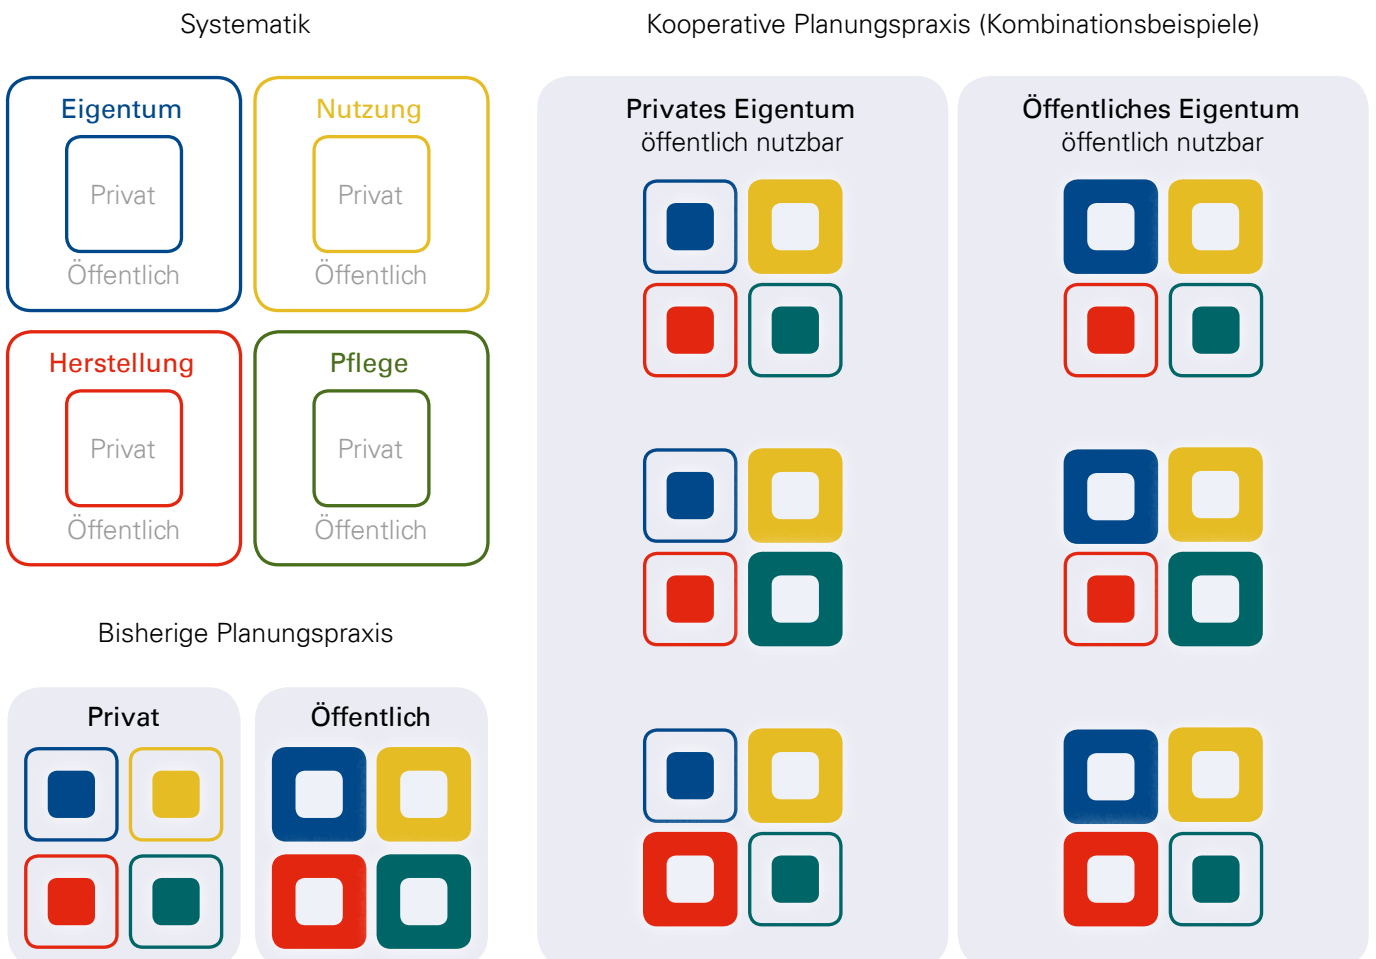 Systematik
Eigentum
Privat
Öffentlich
Nutzung
Privat
Öffentlich
Herstellung
Privat
Öffentlich
Pflege
Privat
Öffentlich
Bisherige Planungspraxis
Privat
Öffentlich
Kooperative Planungspraxis (Kombinationsbeispiele)
Privates Eigentum
öffentlich nutzbar
Öffentliches Eigentum
öffentlich nutzbar